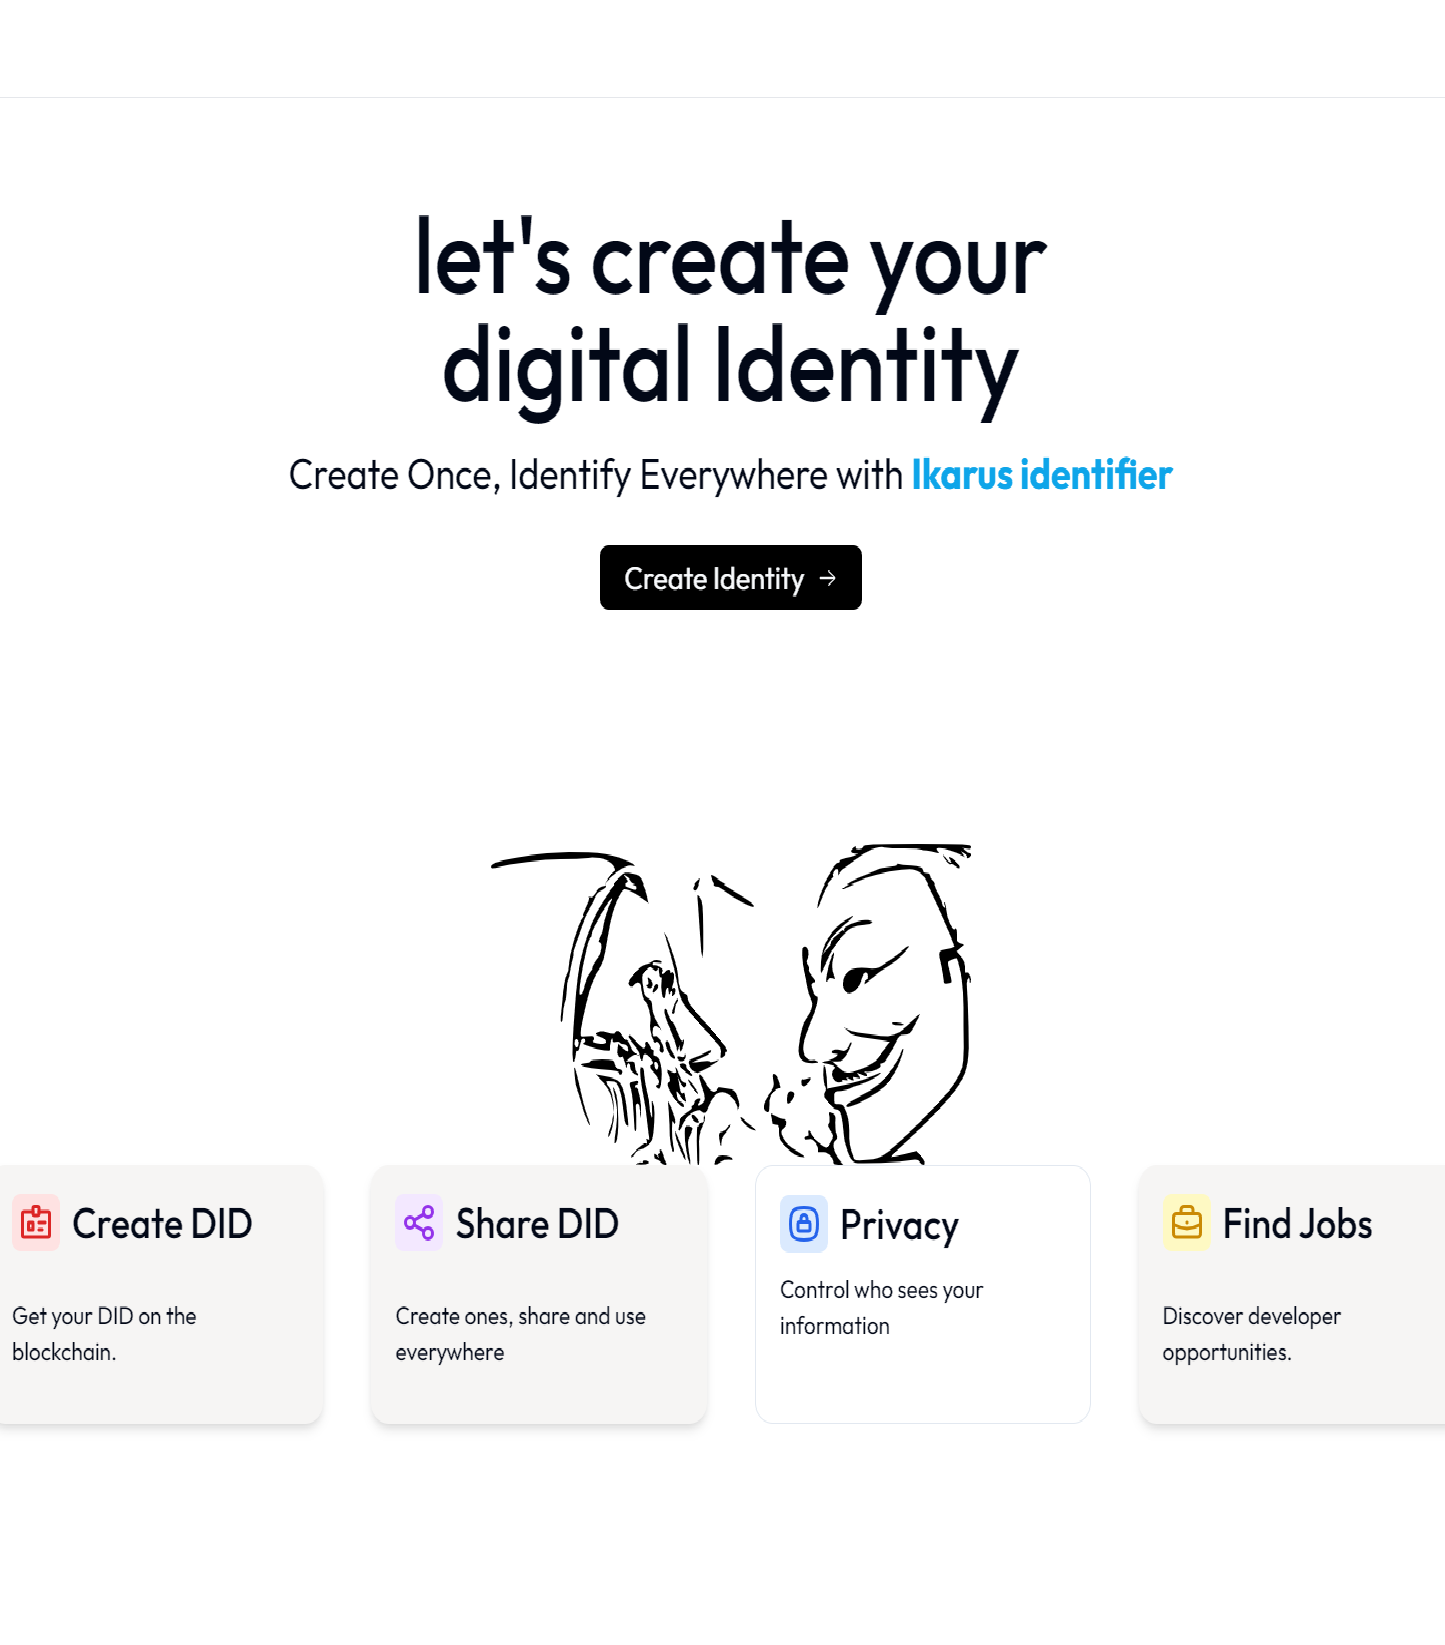 let's create your
digital Identity
Create Once, Identify Everywhere with Ikarus identifier
Create Identity →
Create DID
Get your DID on the
blockchain.
Share DID
Create ones, share and use
everywhere
Privacy
Control who sees your
information
Find Jobs
Discover developer
opportunities.